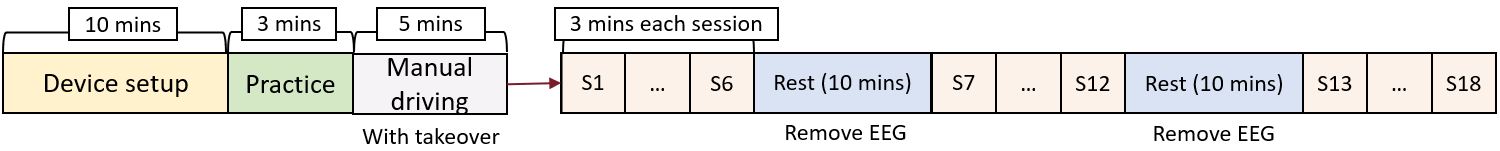 10 mins
3 mins
5 mins
3 mins each session
Device setup
Practice
Manual
driving
S1
...
S6
Rest (10 mins)
S7
...
S12
Rest (10 mins)
S13
...
S18
With takeover
Remove EEG
Remove EEG